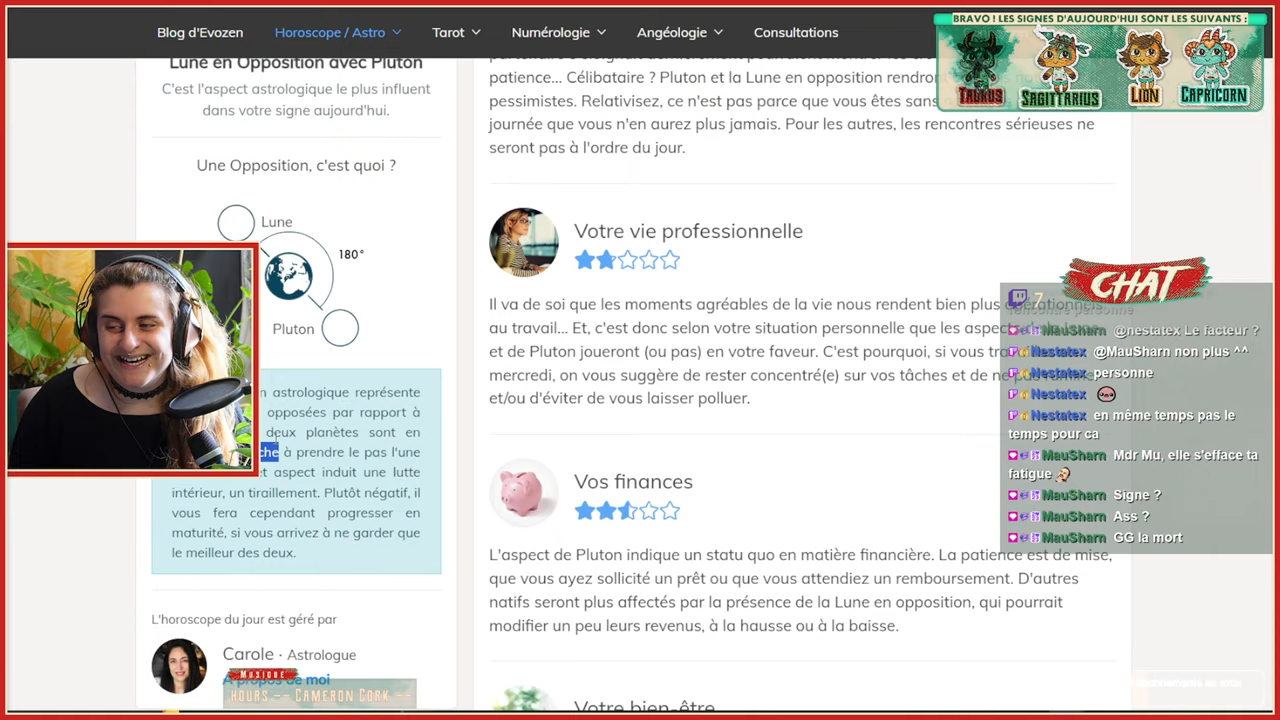 Blog d'Evozen
Horoscope / Astro
Tarot
Numérologie
Angéologie
Consultations
BRAVO ! LES SIGNES D'AUJOURD'HUI SONT LES SUIVANTS :
TAURUS
SAGITTARIUS
LION
CAPRICORN
Lune en Opposition avec Pluton
C'est l'aspect astrologique le plus influent
dans votre signe aujourd'hui.
Une Opposition, c'est quoi ?
Lune
180°
Pluton
astrologique représente
opposées par rapport à
deux planètes sont en
che à prendre le pas l'une
et aspect induit une lutte
intérieur, un tiraillement. Plutôt négatif, il
vous fera cependant progresser en
maturité, si vous arrivez à ne garder que
le meilleur des deux.
L'horoscope du jour est géré par
Carole · Astrologue
A propos de moi
MUSIQUE
HOURS -- CAMERON CORK --
patience... Célibataire ? Pluton et la Lune en opposition rendront
pessimistes. Relativisez, ce n'est pas parce que vous êtes sans
journée que vous n'en aurez plus jamais. Pour les autres, les rencontres sérieuses ne
seront pas à l'ordre du jour.
Votre vie professionnelle
Il va de soi que les moments agréables de la vie nous rendent bien plus opérationnels
au travail... Et, c'est donc selon votre situation personnelle que les aspects
et de Pluton joueront (ou pas) en votre faveur. C'est pourquoi, si vous
mercredi, on vous suggère de rester concentré(e) sur vos tâches et de ne pas
et/ou d'éviter de vous laisser polluer.
Vos finances
L'aspect de Pluton indique un statu quo en matière financière. La patience est de mise,
que vous ayez sollicité un prêt ou que vous attendiez un remboursement. D'autres
natifs seront plus affectés par la présence de la Lune en opposition, qui pourrait
modifier un peu leurs revenus, à la hausse ou à la baisse.
Votre bien-être
CHAT
7
rencontre personne
MauSharn @nestatex Le facteur ?
Nestatex @MauSharn non plus ^^
Nestatex personne
Nestatex
Nestatex en même temps pas le
temps pour ca
MauSharn Mdr Mu, elle s'efface ta
fatigue
MauSharn Signe ?
MauSharn Ass ?
MauSharn GG la mort